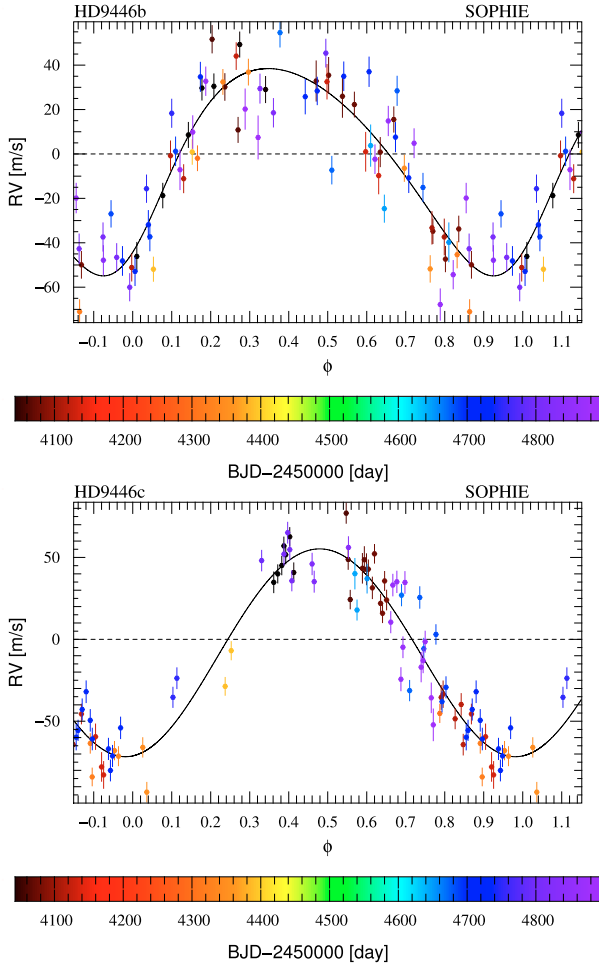 HD9446b SOPHIE
RV [m/s]
40
20
0
−20
−40
−60
−0.1 0.0 0.1 0.2 0.3 0.4 0.5 0.6 0.7 0.8 0.9 1.0 1.1
ϕ
4100 4200 4300 4400 4500 4600 4700 4800
BJD−2450000 [day]
HD9446c SOPHIE
RV [m/s]
50
0
−50
−0.1 0.0 0.1 0.2 0.3 0.4 0.5 0.6 0.7 0.8 0.9 1.0 1.1
ϕ
4100 4200 4300 4400 4500 4600 4700 4800
BJD−2450000 [day]